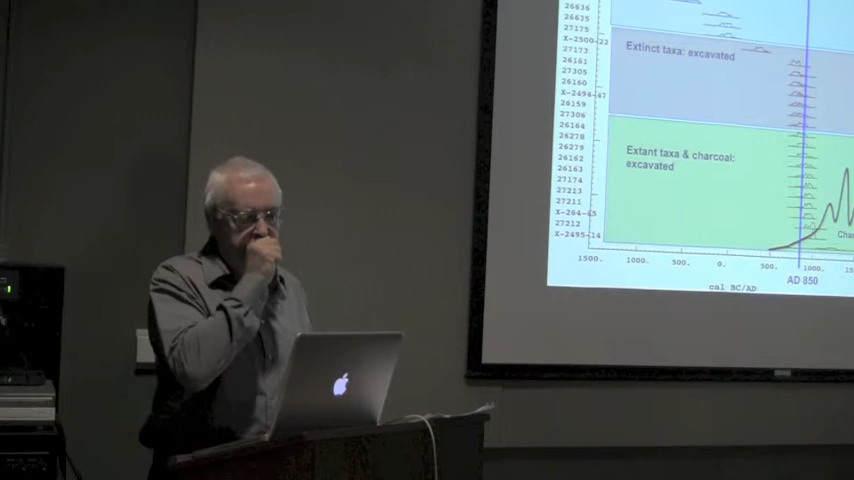 26636
26635
27175
X-2500-22
27173
26161
27305
26160
X-2494-47
26159
27306
26164
26278
26279
26162
26163
27174
27213
27211
X-264-45
27212
X-2495-14
Extinct taxa: excavated
Extant taxa & charcoal:
excavated
1500. 1000. 500. 0. 500. 1000.
AD 850
cal BC/AD